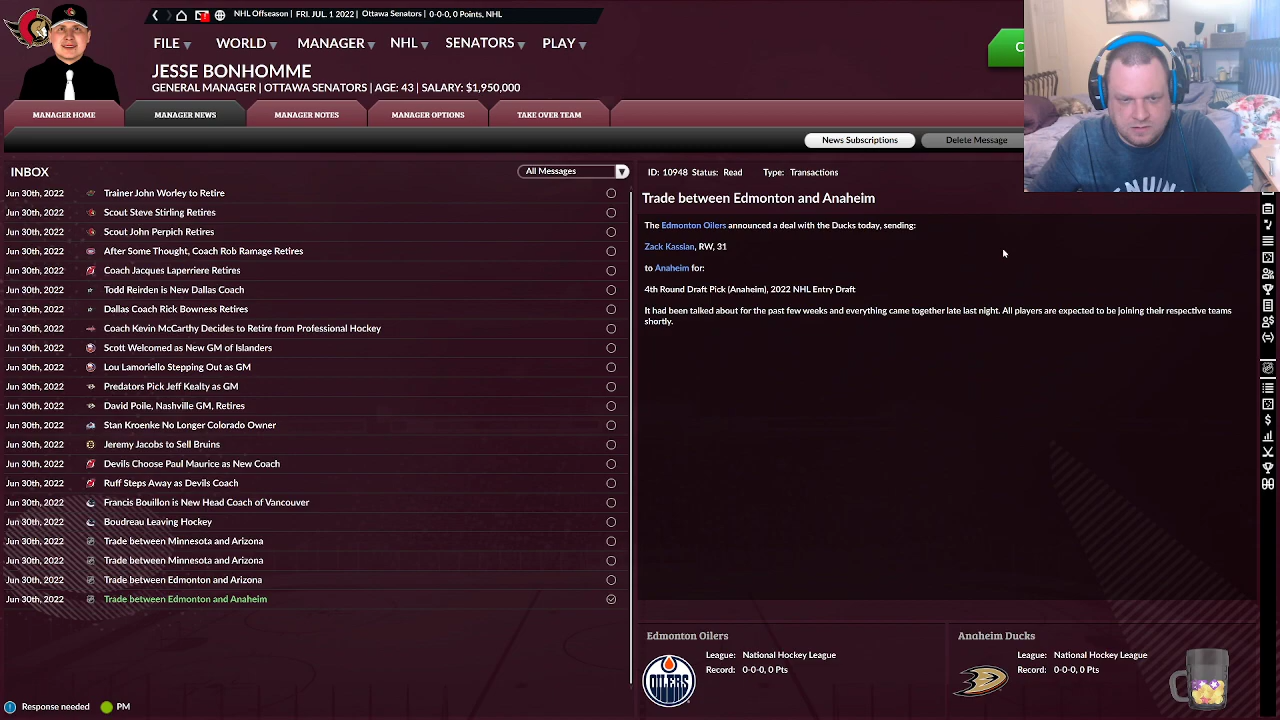 NHL Offseason | FRI. JUL. 1 2022 | Ottawa Senators | 0-0-0, 0 Points, NHL
FILE WORLD MANAGER NHL SENATORS PLAY
JESSE BONHOMME
GENERAL MANAGER | OTTAWA SENATORS | AGE: 43 | SALARY: $1,950,000
MANAGER HOME MANAGER NEWS MANAGER NOTES MANAGER OPTIONS TAKE OVER TEAM
News Subscriptions Delete Message
INBOX All Messages
Jun 30th, 2022 Trainer John Worley to Retire
Jun 30th, 2022 Scout Steve Stirling Retires
Jun 30th, 2022 Scout John Perpich Retires
Jun 30th, 2022 After Some Thought, Coach Rob Ramage Retires
Jun 30th, 2022 Coach Jacques Laperriere Retires
Jun 30th, 2022 Todd Reirden is New Dallas Coach
Jun 30th, 2022 Dallas Coach Rick Bowness Retires
Jun 30th, 2022 Coach Kevin McCarthy Decides to Retire from Professional Hockey
Jun 30th, 2022 Scott Welcomed as New GM of Islanders
Jun 30th, 2022 Lou Lamoriello Stepping Out as GM
Jun 30th, 2022 Predators Pick Jeff Kealty as GM
Jun 30th, 2022 David Poile, Nashville GM, Retires
Jun 30th, 2022 Stan Kroenke No Longer Colorado Owner
Jun 30th, 2022 Jeremy Jacobs to Sell Bruins
Jun 30th, 2022 Devils Choose Paul Maurice as New Coach
Jun 30th, 2022 Ruff Steps Away as Devils Coach
Jun 30th, 2022 Francis Bouillon is New Head Coach of Vancouver
Jun 30th, 2022 Boudreau Leaving Hockey
Jun 30th, 2022 Trade between Minnesota and Arizona
Jun 30th, 2022 Trade between Minnesota and Arizona
Jun 30th, 2022 Trade between Edmonton and Arizona
Jun 30th, 2022 Trade between Edmonton and Anaheim
Response needed PM
ID: 10948 Status: Read Type: Transactions
Trade between Edmonton and Anaheim
The Edmonton Oilers announced a deal with the Ducks today, sending:
Zack Kassian, RW, 31
to Anaheim for:
4th Round Draft Pick (Anaheim), 2022 NHL Entry Draft
It had been talked about for the past few weeks and everything came together late last night. All players are expected to be joining their respective teams
shortly.
Edmonton Oilers
League: National Hockey League
Record: 0-0-0, 0 Pts
OILERS
Anaheim Ducks
League: National Hockey League
Record: 0-0-0, 0 Pts